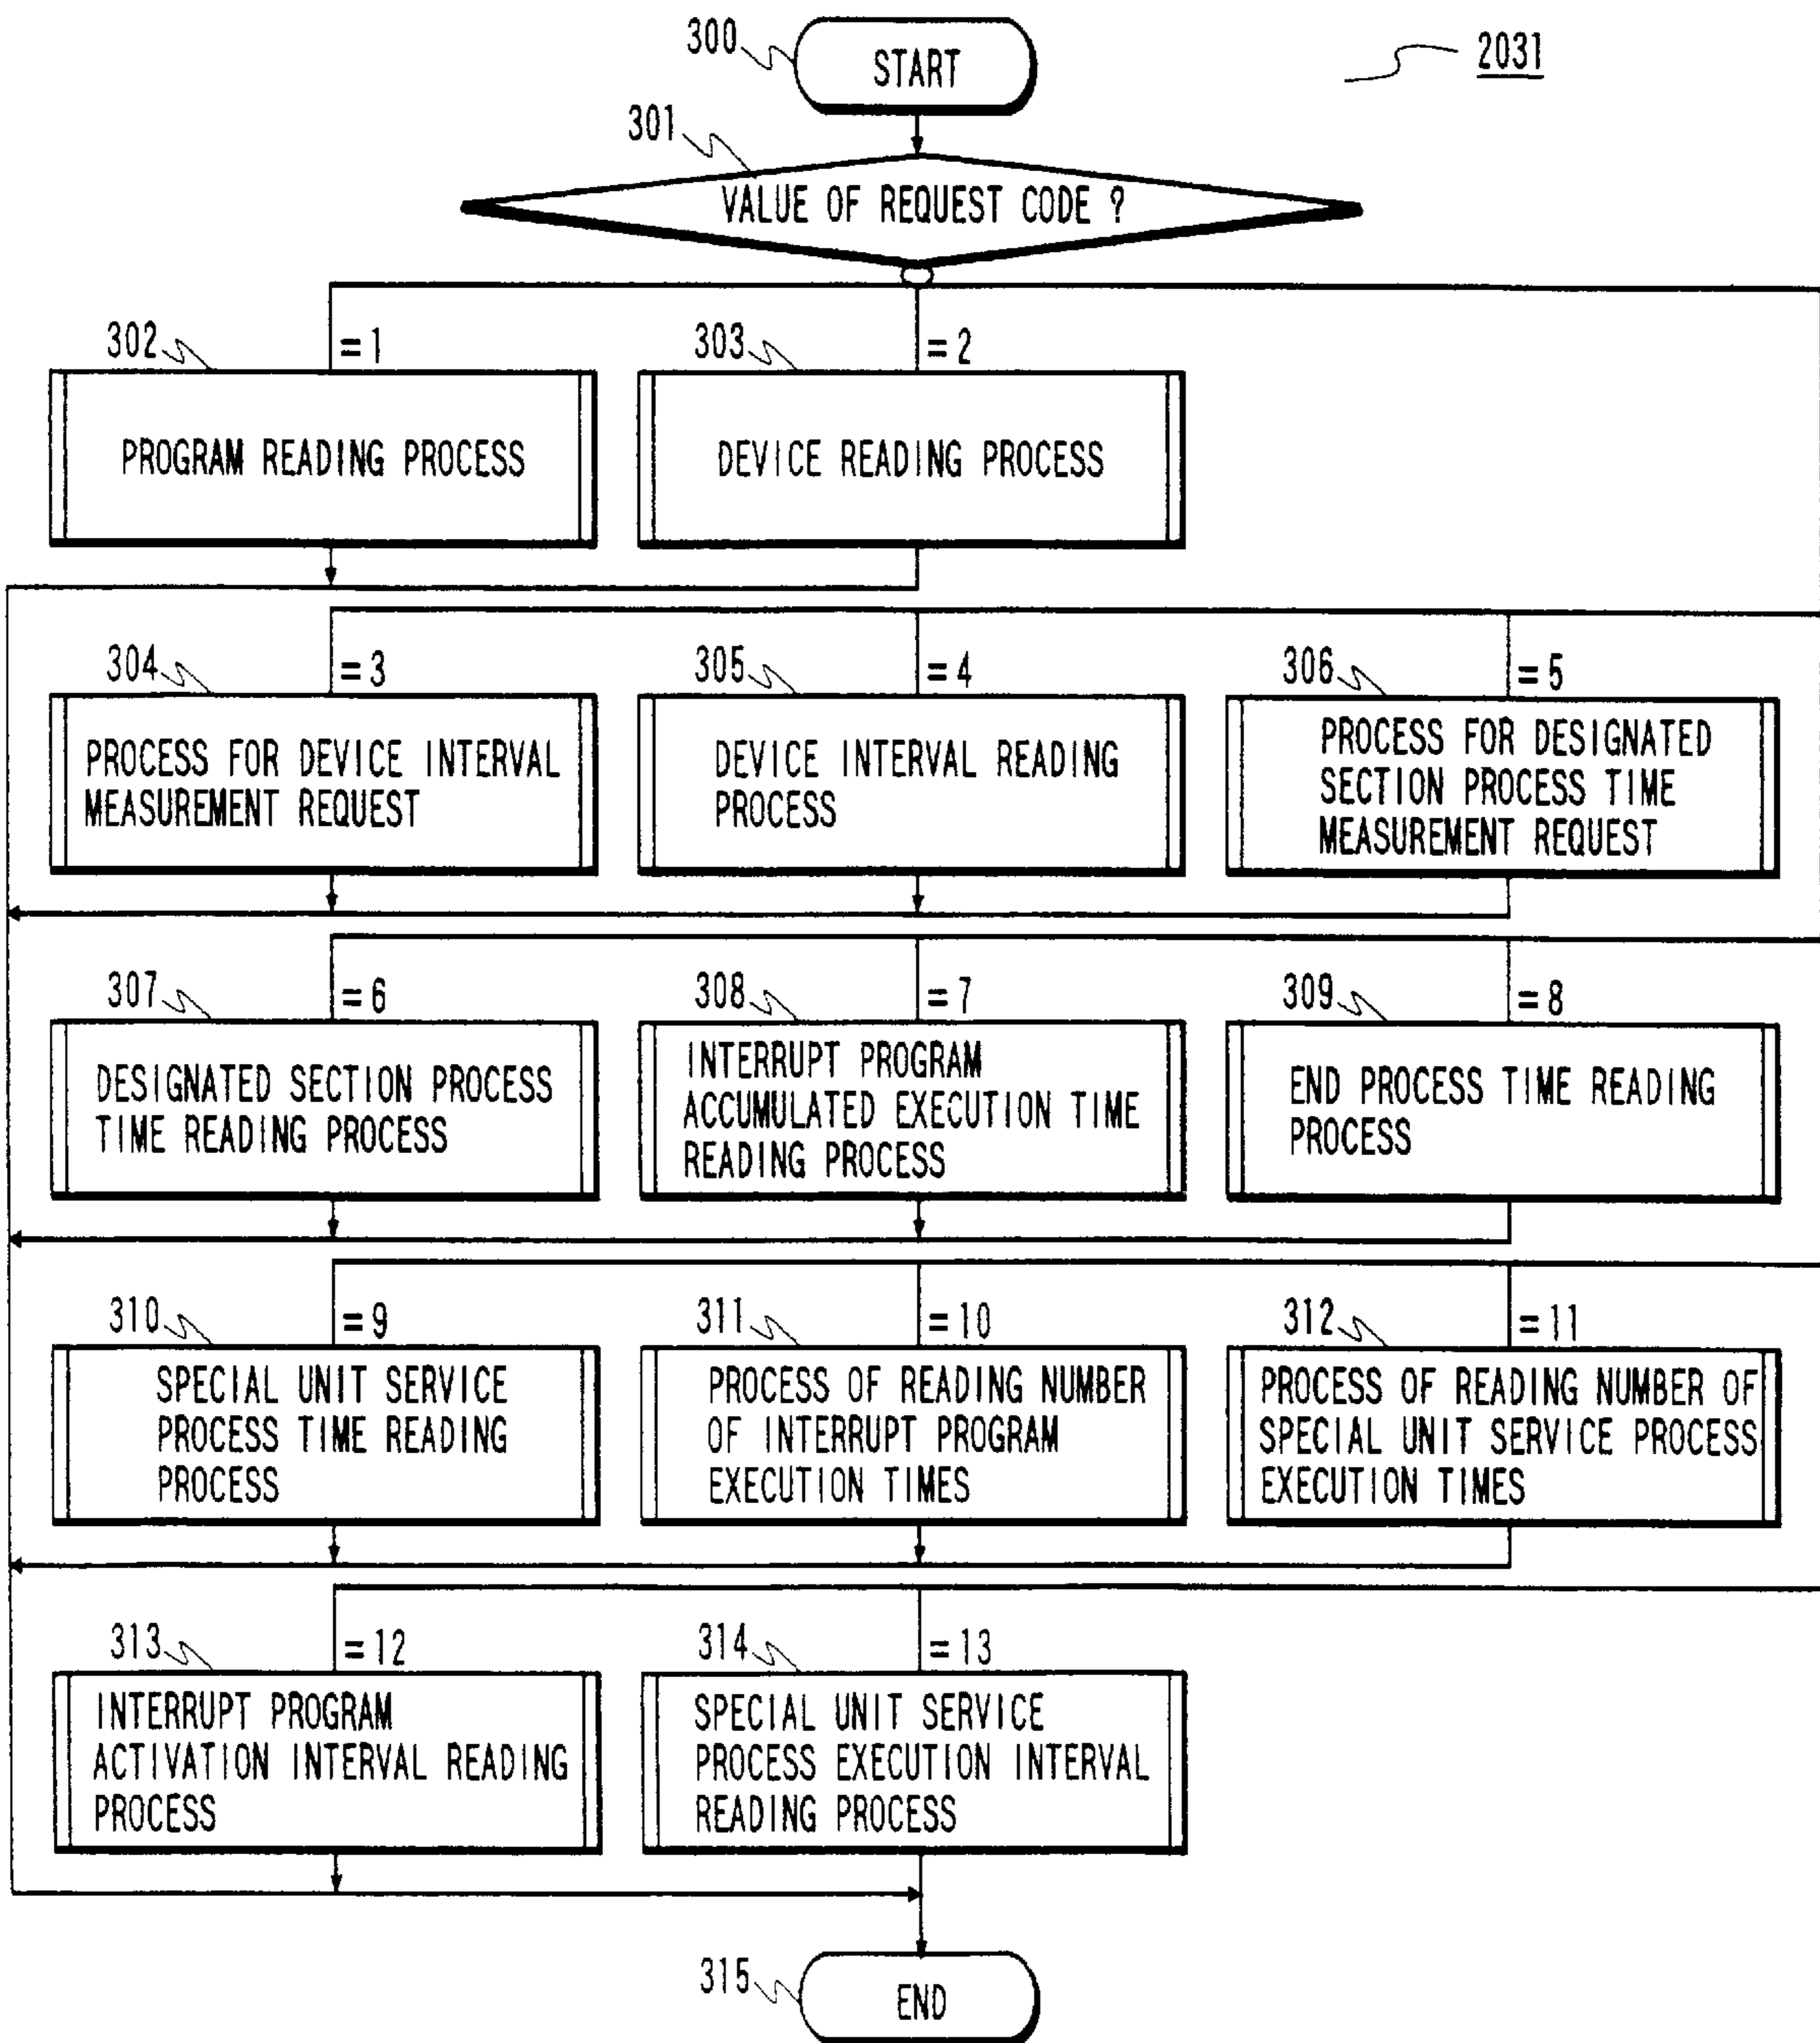 300
START
2031
301
VALUE OF REQUEST CODE ?
302
= 1
303
= 2
PROGRAM READING PROCESS
DEVICE READING PROCESS
304
= 3
305
= 4
306
= 5
PROCESS FOR DEVICE INTERVAL
MEASUREMENT REQUEST
DEVICE INTERVAL READING
PROCESS
PROCESS FOR DESIGNATED
SECTION PROCESS TIME
MEASUREMENT REQUEST
307
= 6
308
= 7
309
= 8
DESIGNATED SECTION PROCESS
TIME READING PROCESS
INTERRUPT PROGRAM
ACCUMULATED EXECUTION TIME
READING PROCESS
END PROCESS TIME READING
PROCESS
310
= 9
311
= 10
312
= 11
SPECIAL UNIT SERVICE
PROCESS TIME READING
PROCESS
PROCESS OF READING NUMBER
OF INTERRUPT PROGRAM
EXECUTION TIMES
PROCESS OF READING NUMBER OF
SPECIAL UNIT SERVICE PROCESS
EXECUTION TIMES
313
= 12
314
= 13
INTERRUPT PROGRAM
ACTIVATION INTERVAL READING
PROCESS
SPECIAL UNIT SERVICE
PROCESS EXECUTION INTERVAL
READING PROCESS
315
END